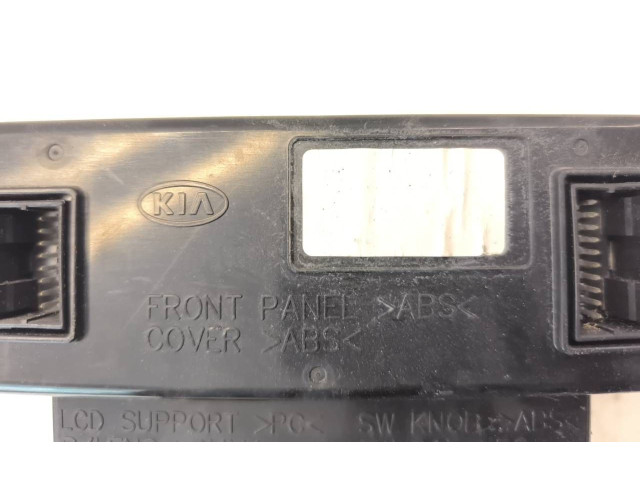 KIA
FRONT PANEL >ABS<
COVER >ABS<
LCD SUPPORT >PC< SW KNOB >ABS<